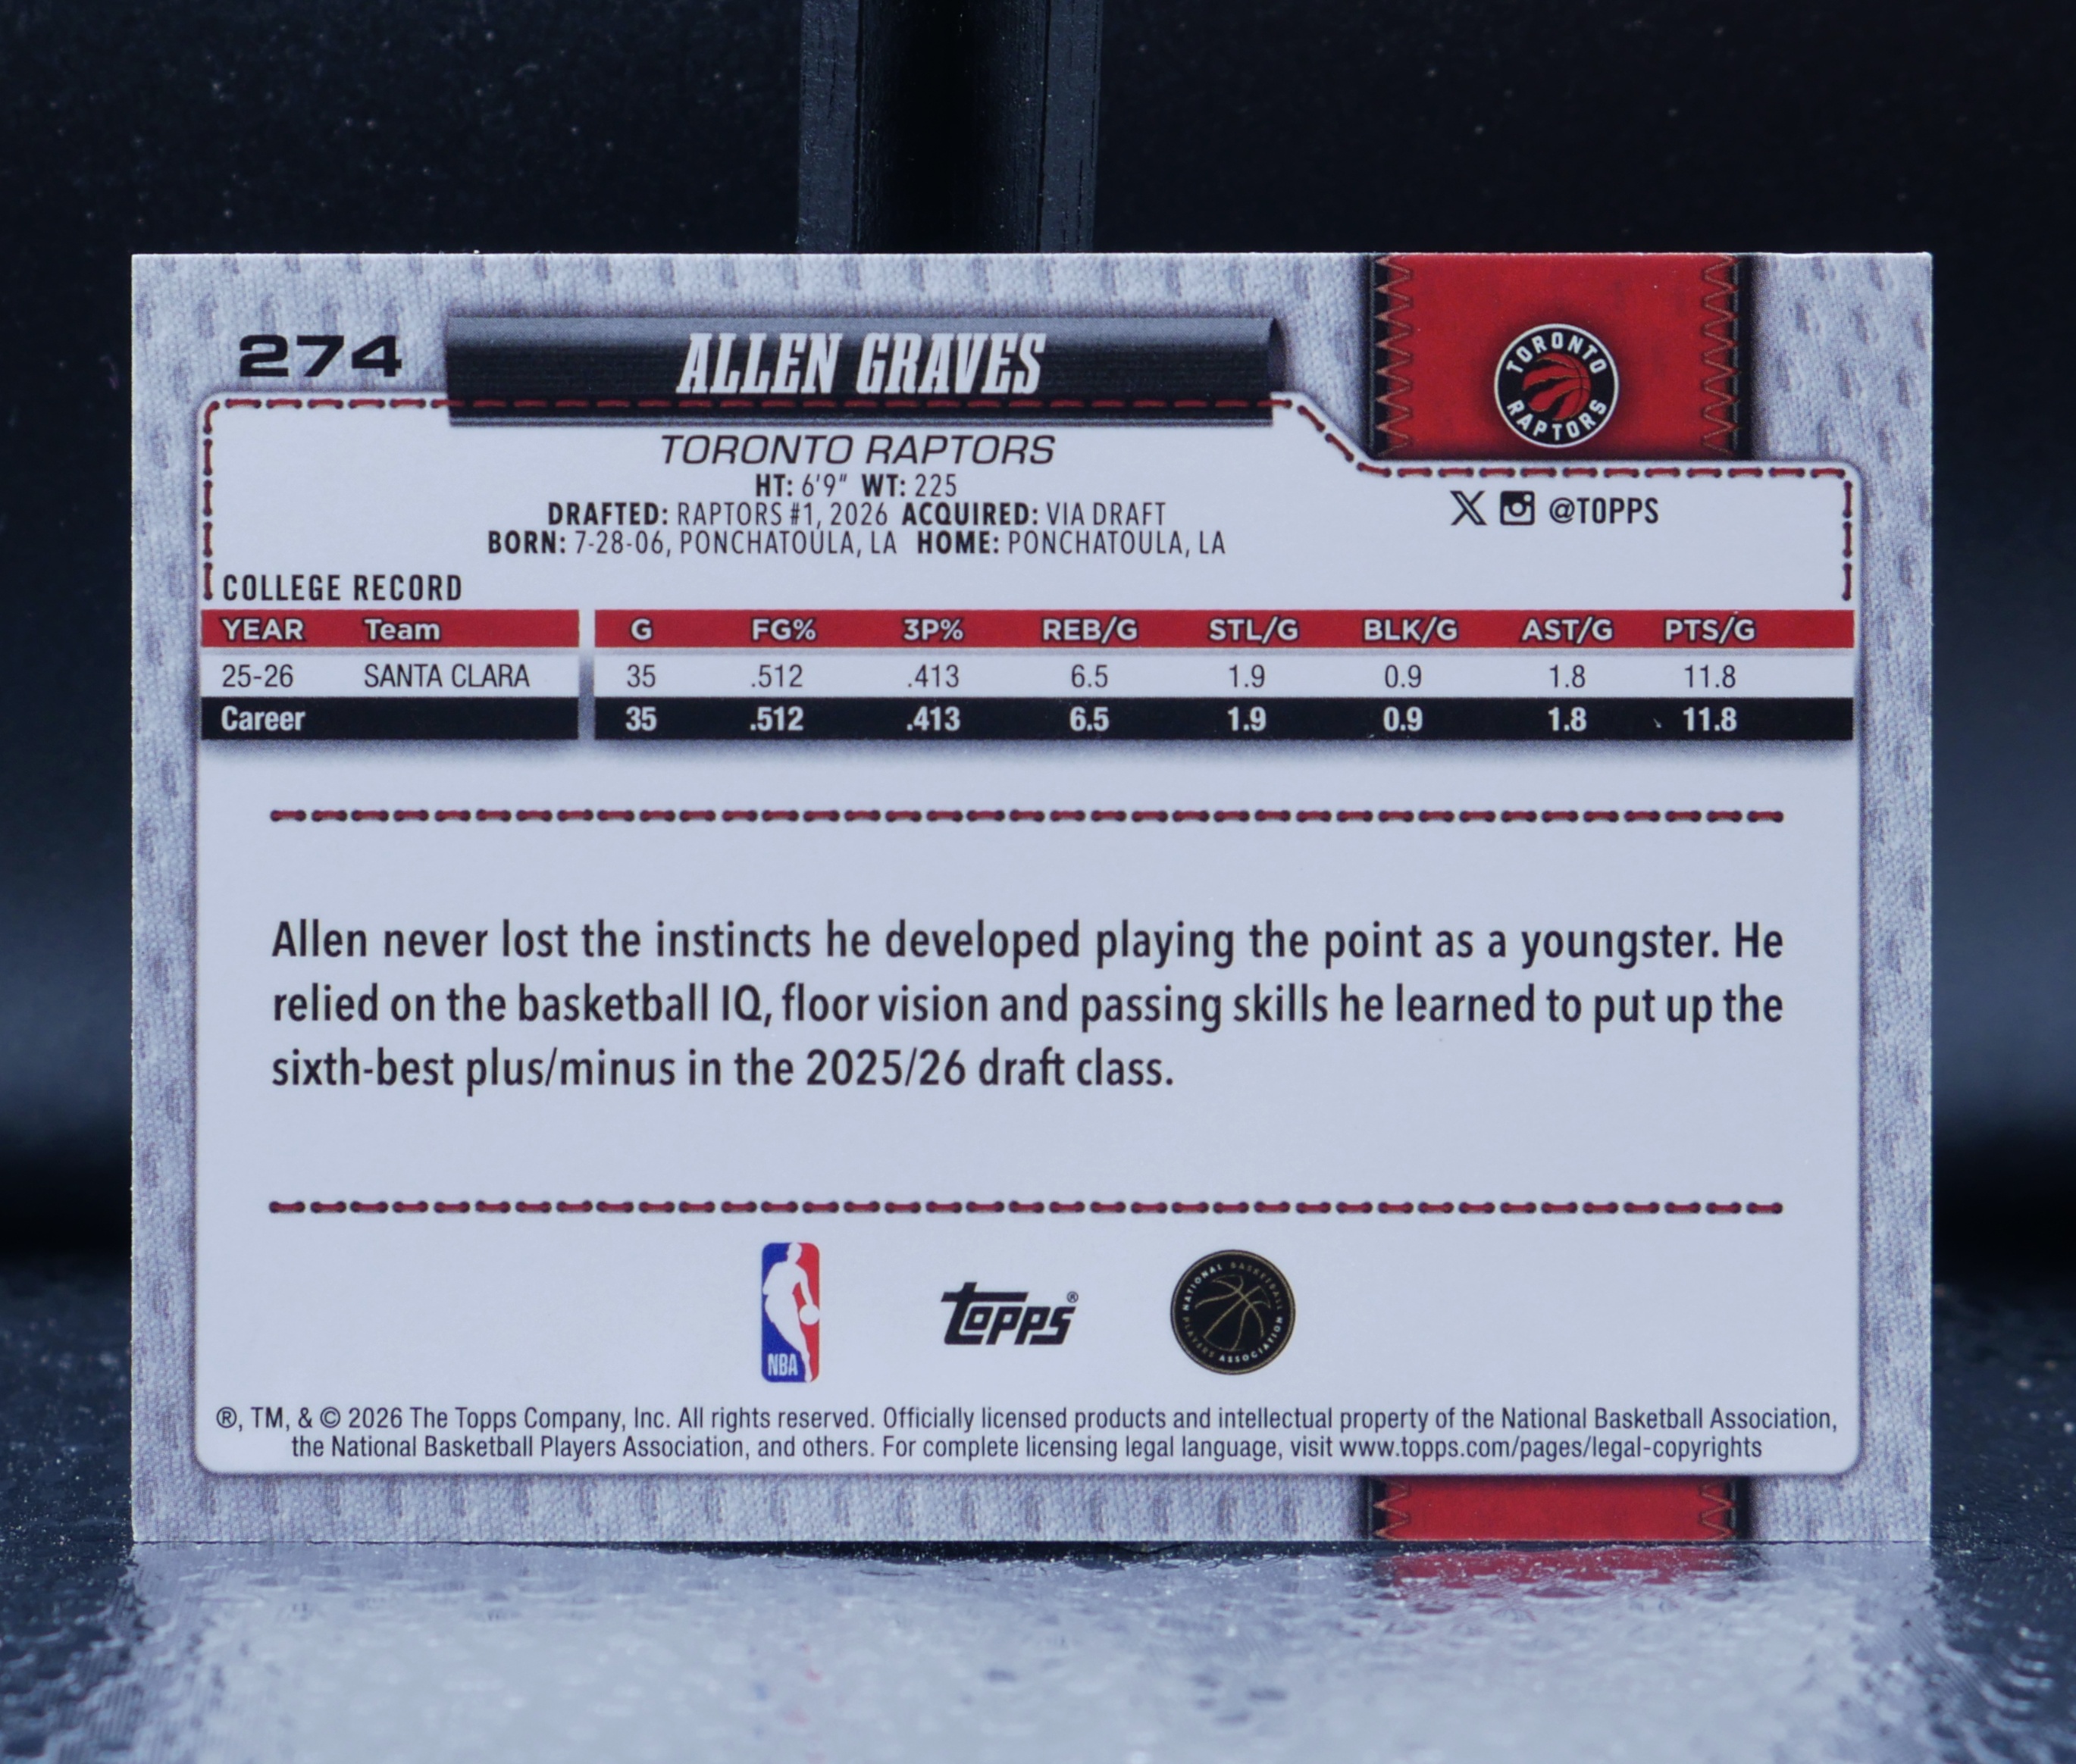 274
ALLEN GRAVES
TORONTO RAPTORS
TORONTO RAPTORS
HT: 6'9" WT: 225
DRAFTED: RAPTORS #1, 2026 ACQUIRED: VIA DRAFT
BORN: 7-28-06, PONCHATOULA, LA HOME: PONCHATOULA, LA
@TOPPS
COLLEGE RECORD
YEAR Team G FG% 3P% REB/G STL/G BLK/G AST/G PTS/G
25-26 SANTA CLARA 35 .512 .413 6.5 1.9 0.9 1.8 11.8
Career 35 .512 .413 6.5 1.9 0.9 1.8 11.8
Allen never lost the instincts he developed playing the point as a youngster. He
relied on the basketball IQ, floor vision and passing skills he learned to put up the
sixth-best plus/minus in the 2025/26 draft class.
NBA
topps®
NATIONAL BASKETBALL PLAYERS ASSOCIATION
®, TM, & © 2026 The Topps Company, Inc. All rights reserved. Officially licensed products and intellectual property of the National Basketball Association,
the National Basketball Players Association, and others. For complete licensing legal language, visit www.topps.com/pages/legal-copyrights